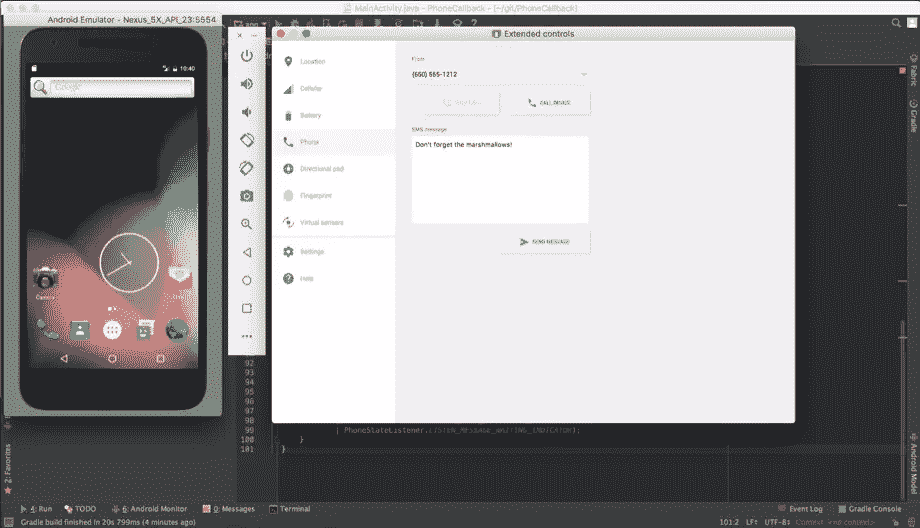 MainActivity.java - PhoneCallback - [~/git/PhoneCallback]
Android Emulator - Nexus_5X_API_23:5554
10:40
Google
Camera
Extended controls
Location
Cellular
Battery
Phone
Directional pad
Fingerprint
Virtual sensors
Settings
Help
From
(650) 555-1212
CALL DEVICE
SMS message
Don't forget the marshmallows!
SEND MESSAGE
92
93
94
95
96
97
98
99 | PhoneStateListener.LISTEN_MESSAGE_WAITING_INDICATOR);
100 }
101 }
2: Favorites
Fabric
Gradle
Android Model
4: Run
TODO
6: Android Monitor
0: Messages
Terminal
Event Log
Gradle Console
Gradle build finished in 20s 799ms (4 minutes ago)
101:2 LF÷ UTF-8÷